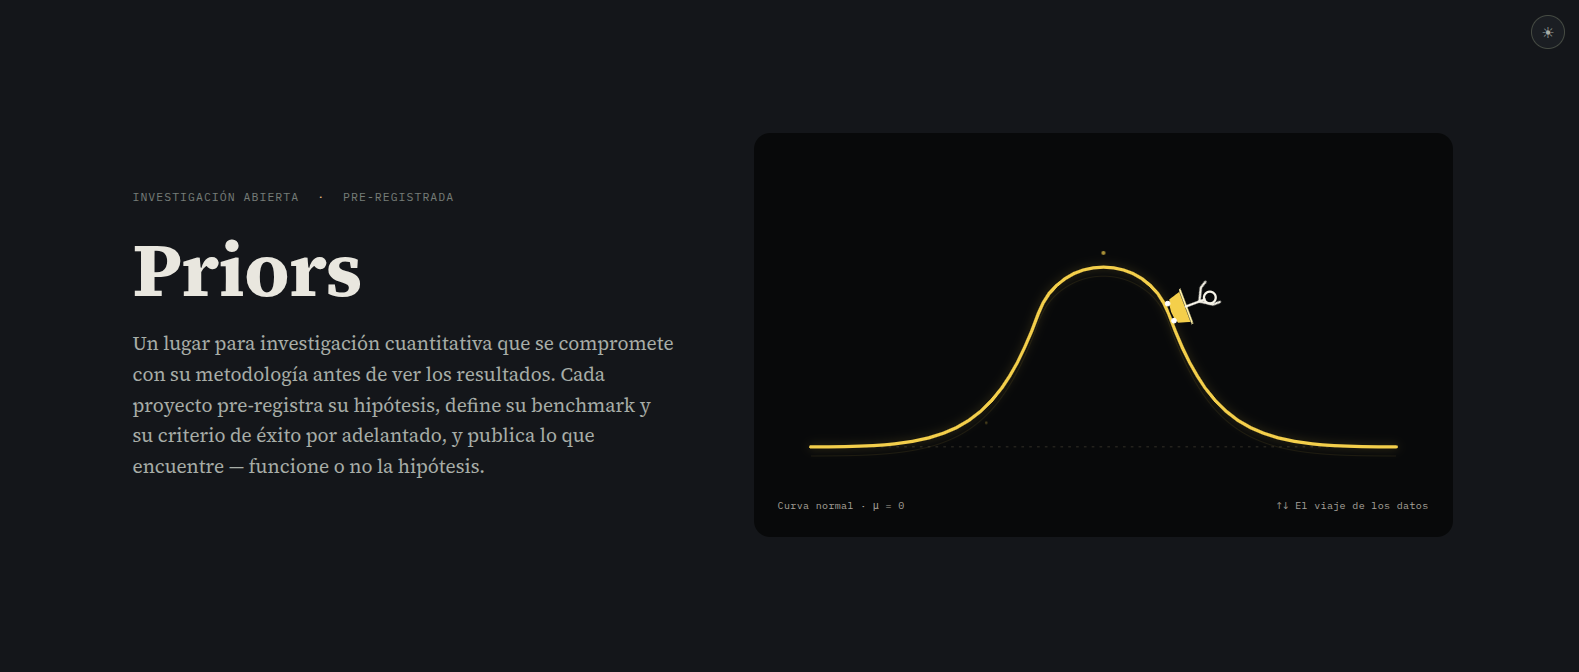 INVESTIGACIÓN ABIERTA · PRE-REGISTRADA
Priors
Un lugar para investigación cuantitativa que se compromete
con su metodología antes de ver los resultados. Cada
proyecto pre-registra su hipótesis, define su benchmark y
su criterio de éxito por adelantado, y publica lo que
encuentre — funcione o no la hipótesis.
Curva normal · μ = 0
↑↓ El viaje de los datos